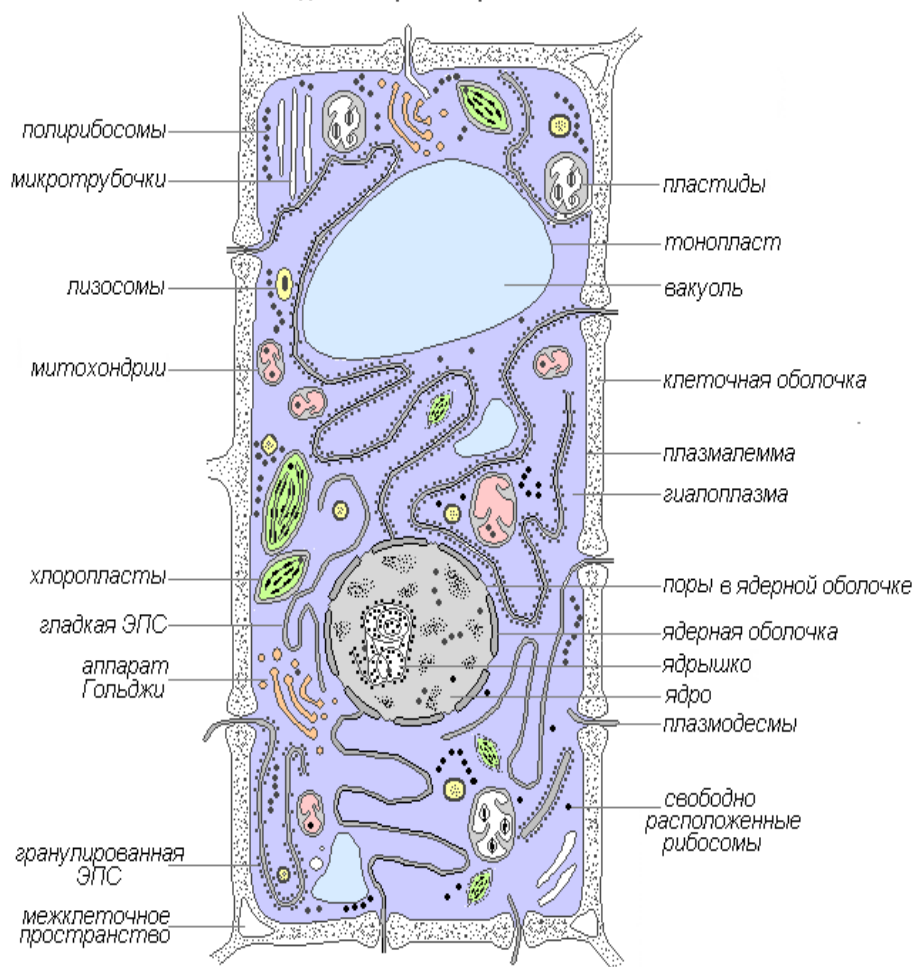 полирибосомы
микротрубочки
лизосомы
митохондрии
хлоропласты
гладкая ЭПС
аппарат
Гольджи
гранулированная
ЭПС
межклеточное
пространство
пластиды
тонопласт
вакуоль
клеточная оболочка
плазмалемма
гиалоплазма
поры в ядерной оболочке
ядерная оболочка
ядрышко
ядро
плазмодесмы
свободно
расположенные
рибосомы